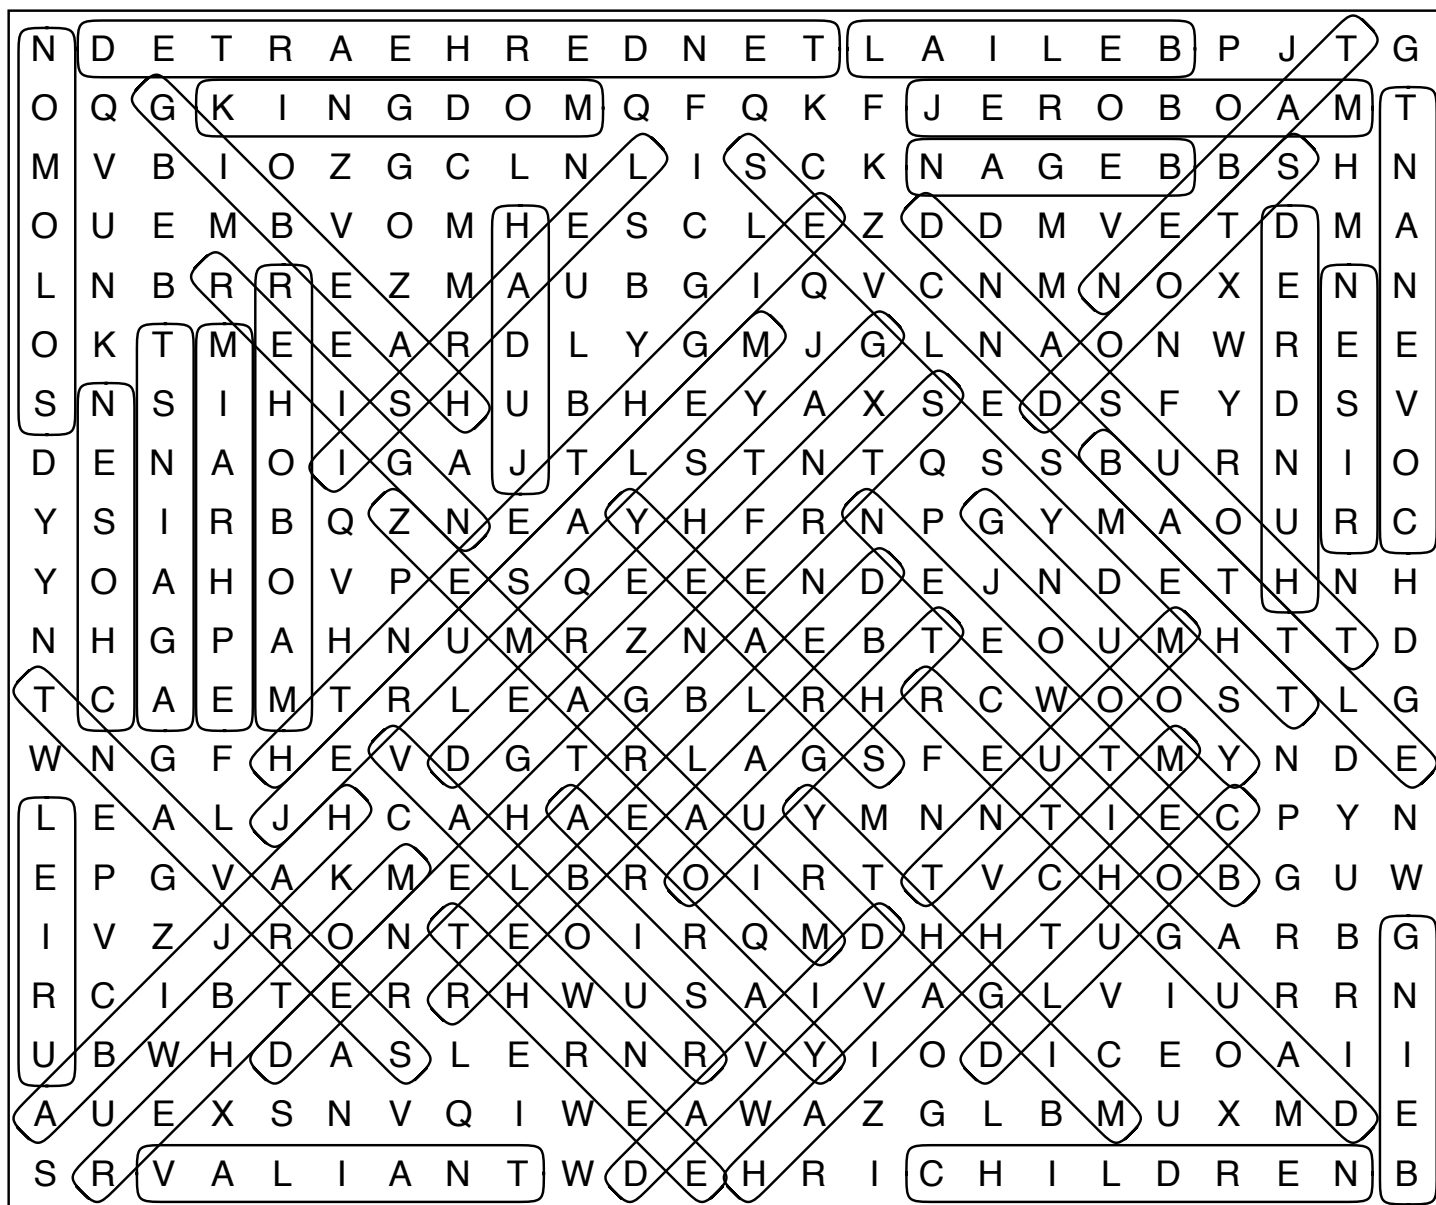 N D E T R A E H R E D N E T L A I L E B P J T G
O Q G K I N G D O M Q F Q K F J E R O B O A M T
M V B I O Z G C L N L I S C K N A G E B B S H N
O U E M B V O M H E S C L E Z D D M V E T D M A
L N B R R E Z M A U B G I Q V C N M N O X E N N
O K T M E E A R D L Y G M J G L N A O N W R E E
S N S I H I S H U B H E Y A X S E D S F Y D S V
D E N A O I G A J T L S T N T Q S S B U R N I O
Y S I R B Q Z N E A Y H F R N P G Y M A O U R C
Y O A H O V P E S Q E E E N D E J N D E T H N H
N H G P A H N U M R Z N A E B T E O U M H T T D
T C A E M T R L E A G B L R H R C W O O S T L G
W N G F H E V D G T R L A G S F E U T M Y N D E
L E A L J H C A H A E A U Y M N N T I E C P Y N
E P G V A K M E L B R O I R T T V C H O B G U W
I V Z J R O N T E O I R Q M D H H T U G A R B G
R C I B T E R R H W U S A I V A G L V I U R R N
U B W H D A S L E R N R V Y I O D I C E O A I I
A U E X S N V Q I W E A W A Z G L B M U X M D E
S R V A L I A N T W D E H R I C H I L D R E N B